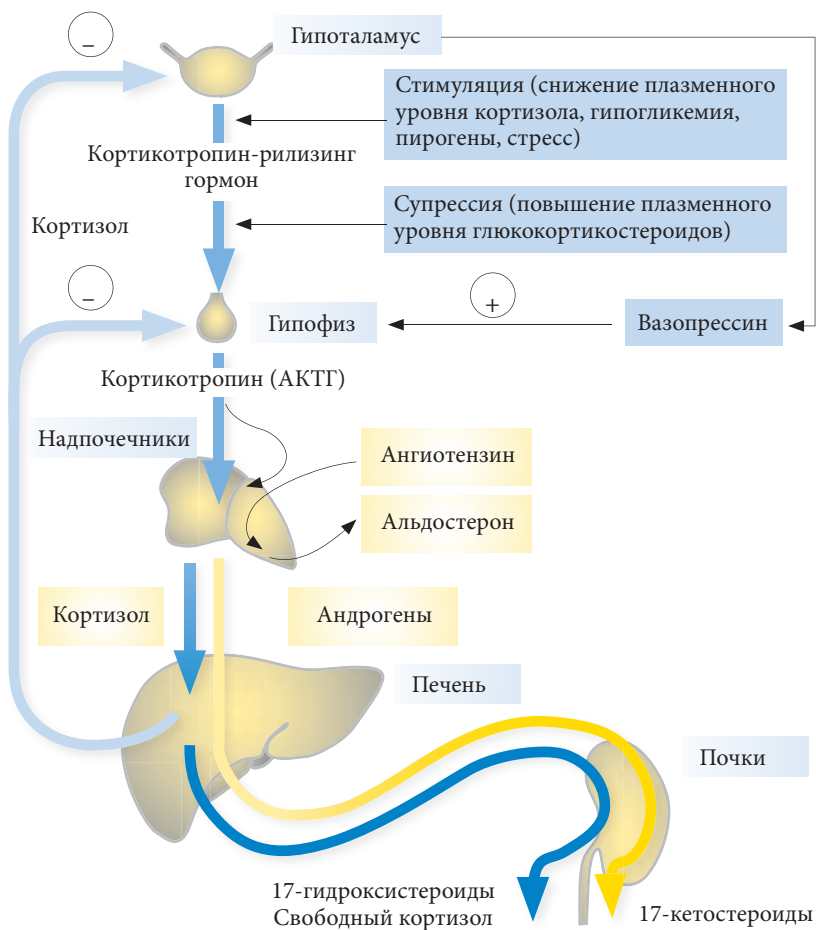 –
Гипоталамус
Стимуляция (снижение плазменного
уровня кортизола, гипогликемия,
пирогены, стресс)
Кортикотропин-рилизинг
гормон
Супрессия (повышение плазменного
уровня глюкокортикостероидов)
Кортизол
–
+
Гипофиз
Вазопрессин
Кортикотропин (АКТГ)
Надпочечники
Ангиотензин
Альдостерон
Кортизол
Андрогены
Печень
Почки
17-гидроксистероиды
Свободный кортизол
17-кетостероиды